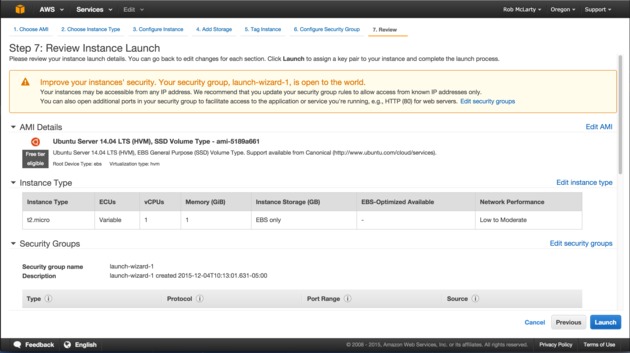 AWS Services Edit Rob McLarty Oregon Support
1. Choose AMI 2. Choose Instance Type 3. Configure Instance 4. Add Storage 5. Tag Instance 6. Configure Security Group 7. Review
Step 7: Review Instance Launch
Please review your instance launch details. You can go back to edit changes for each section. Click Launch to assign a key pair to your instance and complete the launch process.
Improve your instances' security. Your security group, launch-wizard-1, is open to the world.
Your instances may be accessible from any IP address. We recommend that you update your security group rules to allow access from known IP addresses only.
You can also open additional ports in your security group to facilitate access to the application or service you're running, e.g., HTTP (80) for web servers. Edit security groups
AMI Details Edit AMI
Ubuntu Server 14.04 LTS (HVM), SSD Volume Type - ami-5189a661
Free tier eligible
Ubuntu Server 14.04 LTS (HVM), EBS General Purpose (SSD) Volume Type. Support available from Canonical (http://www.ubuntu.com/cloud/services).
Root Device Type: ebs Virtualization type: hvm
Instance Type Edit instance type
Instance Type ECUs vCPUs Memory (GiB) Instance Storage (GB) EBS-Optimized Available Network Performance
t2.micro Variable 1 1 EBS only - Low to Moderate
Security Groups Edit security groups
Security group name launch-wizard-1
Description launch-wizard-1 created 2015-12-04T10:13:01.631-05:00
Type Protocol Port Range Source
Cancel Previous Launch
Feedback English © 2008 - 2015, Amazon Web Services, Inc. or its affiliates. All rights reserved. Privacy Policy Terms of Use